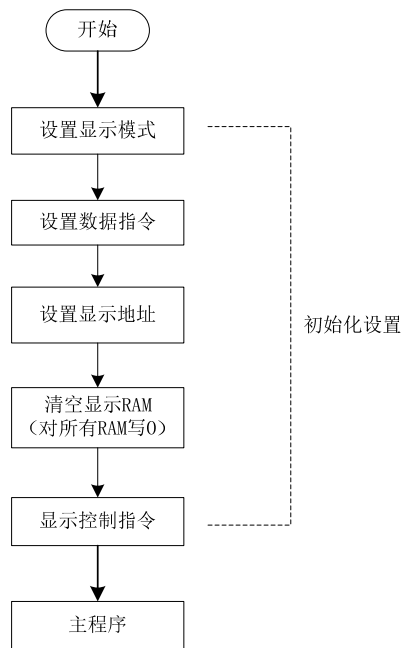 开始
设置显示模式
设置数据指令
设置显示地址
初始化设置
清空显示RAM
（对所有RAM写0）
显示控制指令
主程序